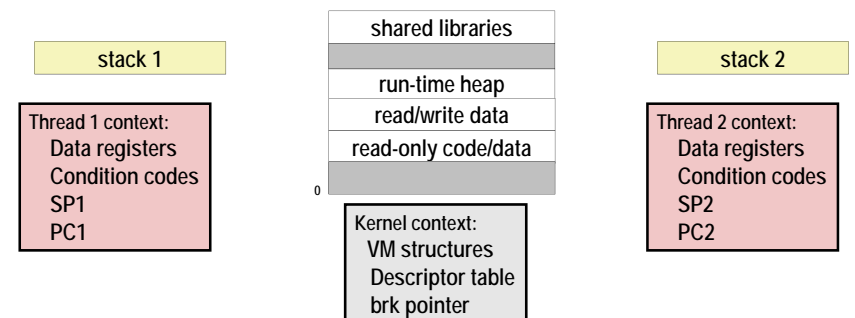 stack 1
Thread 1 context:
Data registers
Condition codes
SP1
PC1
shared libraries
run-time heap
read/write data
read-only code/data
0
Kernel context:
VM structures
Descriptor table
brk pointer
stack 2
Thread 2 context:
Data registers
Condition codes
SP2
PC2